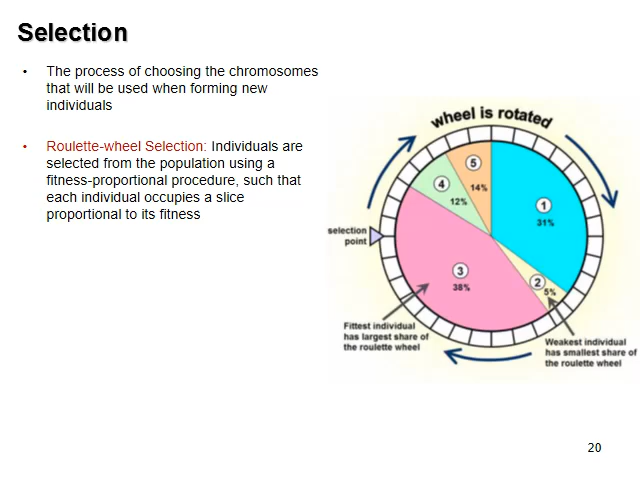 Selection
• The process of choosing the chromosomes
that will be used when forming new
individuals
• Roulette-wheel Selection: Individuals are
selected from the population using a
fitness-proportional procedure, such that
each individual occupies a slice
proportional to its fitness
wheel is rotated
5
14%
4
12%
1
31%
selection
point
3
38%
2
5%
Fittest individual
has largest share of
the roulette wheel
Weakest individual
has smallest share of
the roulette wheel
20